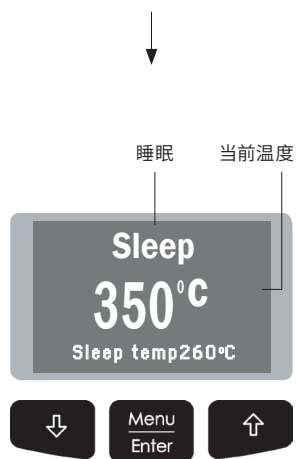 睡眠 当前温度
Sleep
350°C
Sleep temp260°C
Menu
Enter